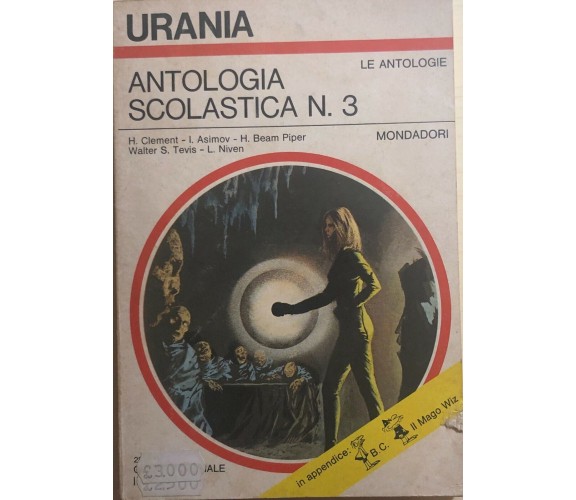 URANIA
LE ANTOLOGIE
ANTOLOGIA
SCOLASTICA N. 3
H. Clement - I. Asimov - H. Beam Piper
Walter S. Tevis - L. Niven
MONDADORI
in appendice:
B.C.
Il Mago Wiz
£3000